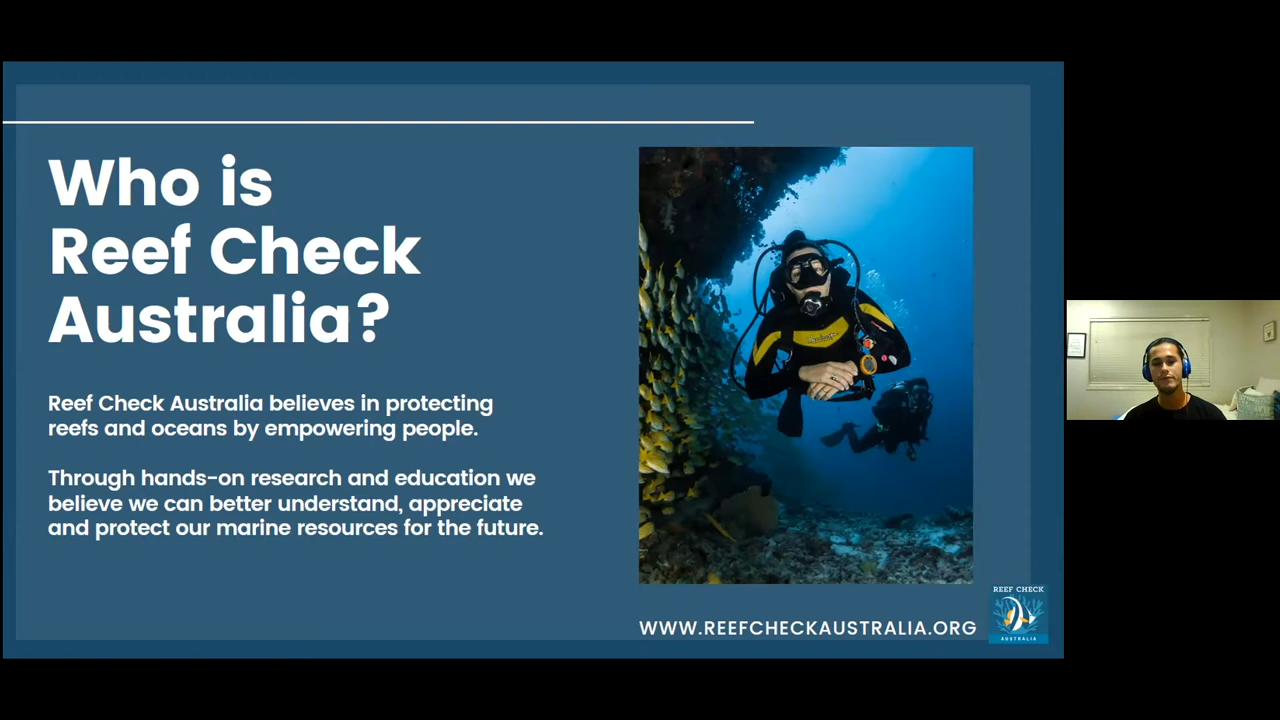 Who is
Reef Check
Australia?
Reef Check Australia believes in protecting
reefs and oceans by empowering people.
Through hands-on research and education we
believe we can better understand, appreciate
and protect our marine resources for the future.
WWW.REEFCHECKAUSTRALIA.ORG
REEF CHECK
AUSTRALIA